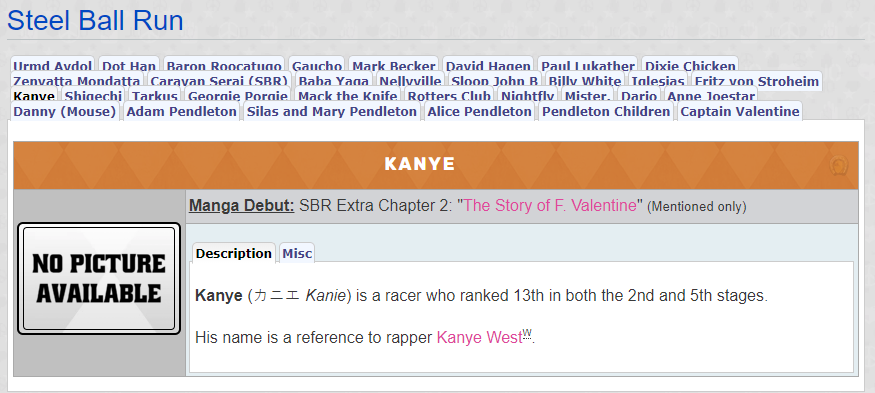 Steel Ball Run
Urmd Avdol Dot Han Baron Roocatugo Gaucho Mark Becker David Hagen Paul Lukather Dixie Chicken
Zenyatta Mondatta Caravan Serai (SBR) Baba Yaga Nellyville Sloop John B Billy White Iglesias Fritz von Stroheim
Kanye Shigechi Tarkus Georgie Porgie Mack the Knife Rotters Club Nightfly Mister. Dario Anne Joestar
Danny (Mouse) Adam Pendleton Silas and Mary Pendleton Alice Pendleton Pendleton Children Captain Valentine
KANYE
Manga Debut: SBR Extra Chapter 2: "The Story of F. Valentine" (Mentioned only)
NO PICTURE
AVAILABLE
Description Misc
Kanye (カニエ Kanie) is a racer who ranked 13th in both the 2nd and 5th stages.
His name is a reference to rapper Kanye West W.